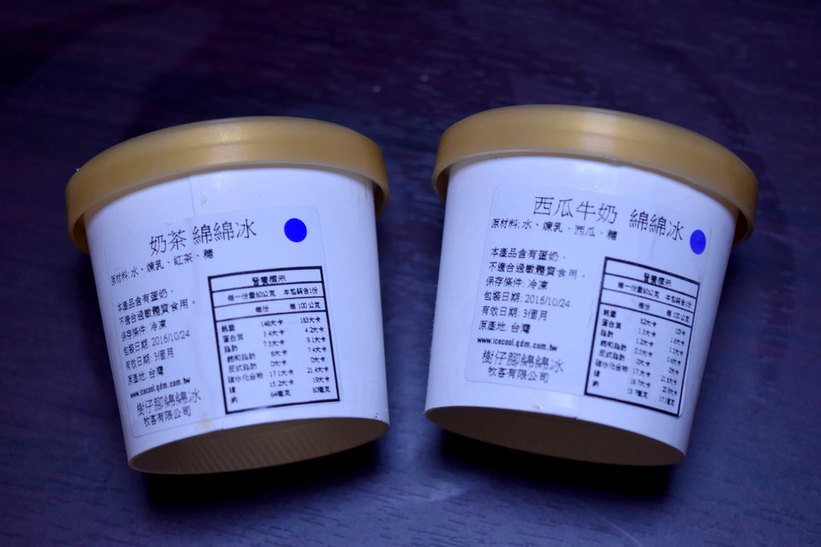 奶茶 綿綿冰
原材料: 水、煉乳、紅茶、糖
本產品含有蛋奶，
不適合過敏體質食用。
保存條件: 冷凍
包裝日期: 2016/10/24
有效日期: 3個月
原產地: 台灣
www.icecool.qdm.com.tw
樹仔腳綿綿冰
牧客有限公司
營養標示
每一份量80公克 本包裝含1份
每份 每100公克
熱量 146大卡 183大卡
蛋白質
脂肪
飽和脂肪
反式脂肪
碳水化合物
糖
鈉
西瓜牛奶 綿綿冰
原材料: 水、煉乳、西瓜、糖
本產品含有蛋奶，
不適合過敏體質食用。
保存條件: 冷凍
包裝日期: 2016/10/24
有效日期: 3個月
原產地: 台灣
www.icecool.qdm.com.tw
樹仔腳綿綿冰
牧客有限公司
營養標示
每一份量80公克 本包裝含1份
每份 每100公克
熱量
蛋白質
脂肪
飽和脂肪
反式脂肪
碳水化合物
糖
鈉